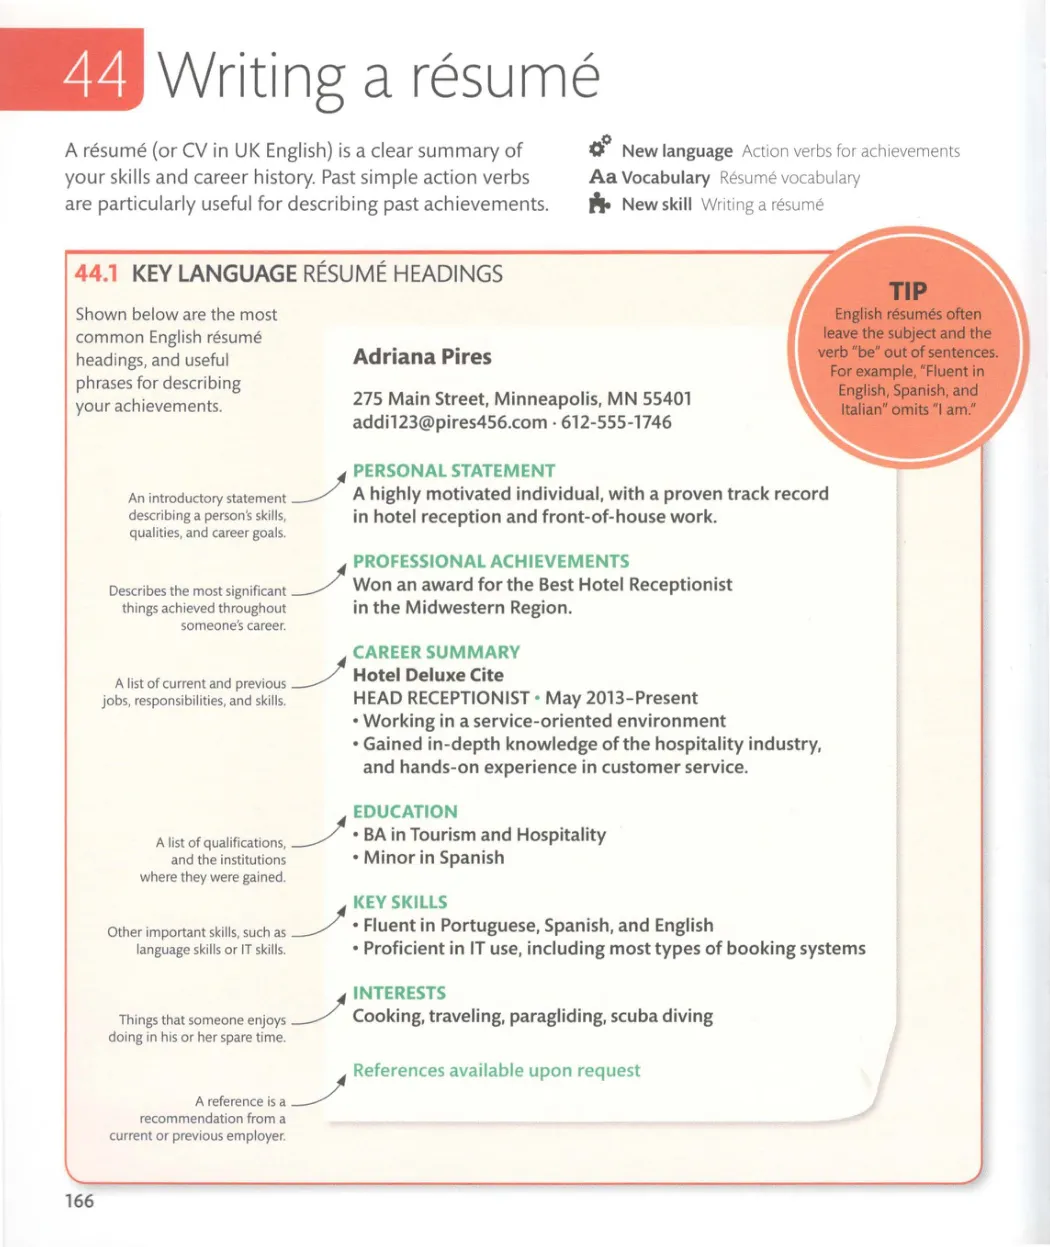 44 Writing a résumé
A résumé (or CV in UK English) is a clear summary of
your skills and career history. Past simple action verbs
are particularly useful for describing past achievements.
New language Action verbs for achievements
Aa Vocabulary Résumé vocabulary
New skill Writing a résumé
44.1 KEY LANGUAGE RÉSUMÉ HEADINGS
Shown below are the most
common English résumé
headings, and useful
phrases for describing
your achievements.
TIP
English résumés often
leave the subject and the
verb "be" out of sentences.
For example, "Fluent in
English, Spanish, and
Italian" omits "I am."
Adriana Pires
275 Main Street, Minneapolis, MN 55401
addi123@pires456.com · 612-555-1746
An introductory statement
describing a person's skills,
qualities, and career goals.
PERSONAL STATEMENT
A highly motivated individual, with a proven track record
in hotel reception and front-of-house work.
Describes the most significant
things achieved throughout
someone's career.
PROFESSIONAL ACHIEVEMENTS
Won an award for the Best Hotel Receptionist
in the Midwestern Region.
A list of current and previous
jobs, responsibilities, and skills.
CAREER SUMMARY
Hotel Deluxe Cite
HEAD RECEPTIONIST • May 2013–Present
• Working in a service-oriented environment
• Gained in-depth knowledge of the hospitality industry,
and hands-on experience in customer service.
A list of qualifications,
and the institutions
where they were gained.
EDUCATION
• BA in Tourism and Hospitality
• Minor in Spanish
Other important skills, such as
language skills or IT skills.
KEY SKILLS
• Fluent in Portuguese, Spanish, and English
• Proficient in IT use, including most types of booking systems
Things that someone enjoys
doing in his or her spare time.
INTERESTS
Cooking, traveling, paragliding, scuba diving
A reference is a
recommendation from a
current or previous employer.
References available upon request
166